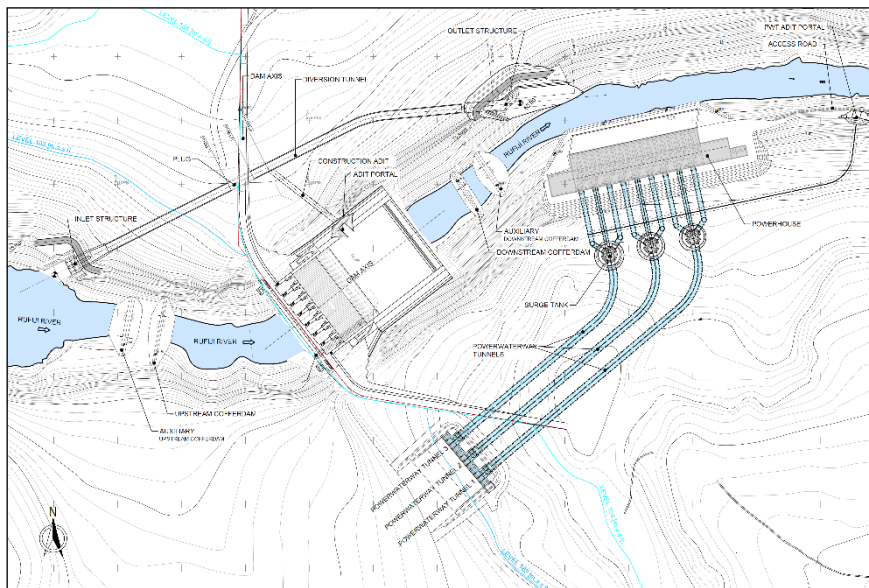 PWT ADIT PORTAL
ACCESS ROAD
OUTLET STRUCTURE
DAM AXIS
DIVERSION TUNNEL
RUFIJI RIVER
PLUG
CONSTRUCTION ADIT
ADIT PORTAL
INLET STRUCTURE
AUXILIARY
DOWNSTREAM COFFERDAM
DOWNSTREAM COFFERDAM
POWERHOUSE
DAM AXIS
SURGE TANK
RUFIJI RIVER
RUFIJI RIVER
POWERWATERWAY
TUNNELS
UPSTREAM COFFERDAM
AUXILIARY
UPSTREAM COFFERDAM
POWERWATERWAY TUNNEL 3
POWERWATERWAY TUNNEL 2
POWERWATERWAY TUNNEL 1
N